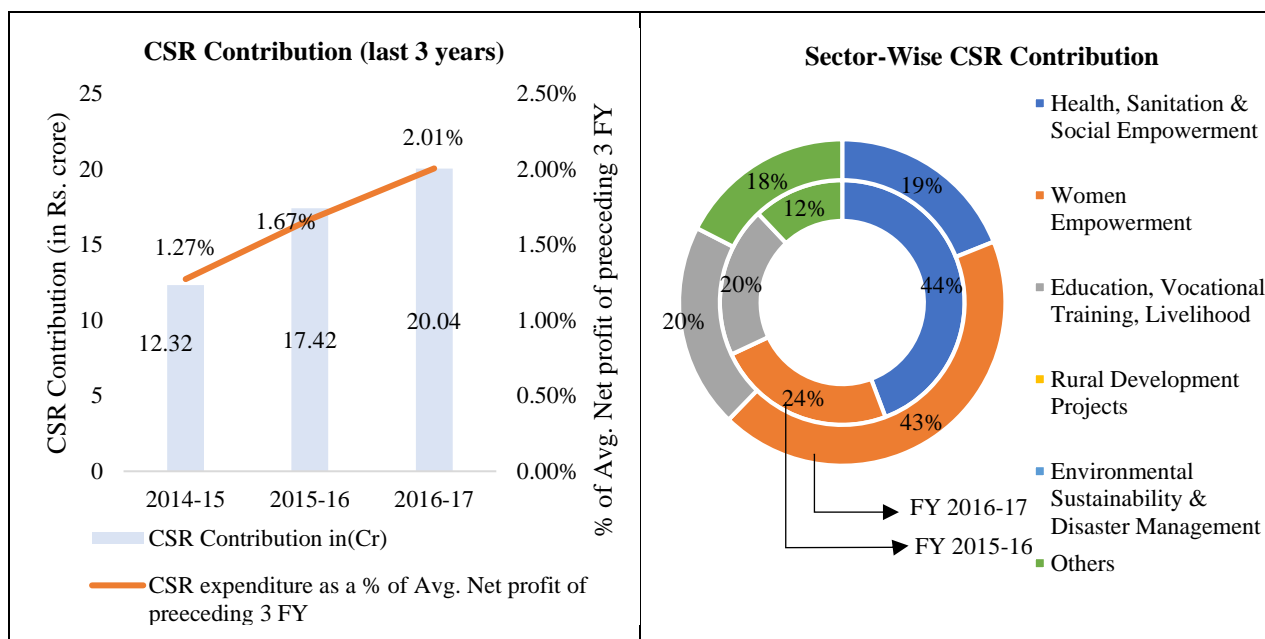 CSR Contribution (last 3 years)
CSR Contribution (in Rs. crore)
25
20
15
10
5
0
2.50%
2.00%
1.50%
1.00%
0.50%
0.00%
% of Avg. Net profit of preceeding 3 FY
1.27%
1.67%
2.01%
12.32
17.42
20.04
2014-15
2015-16
2016-17
CSR Contribution in(Cr)
CSR expenditure as a % of Avg. Net profit of
preeceding 3 FY
Sector-Wise CSR Contribution
18%
19%
12%
20%
44%
20%
24%
43%
FY 2016-17
FY 2015-16
Health, Sanitation &
Social Empowerment
Women
Empowerment
Education, Vocational
Training, Livelihood
Rural Development
Projects
Environmental
Sustainability &
Disaster Management
Others